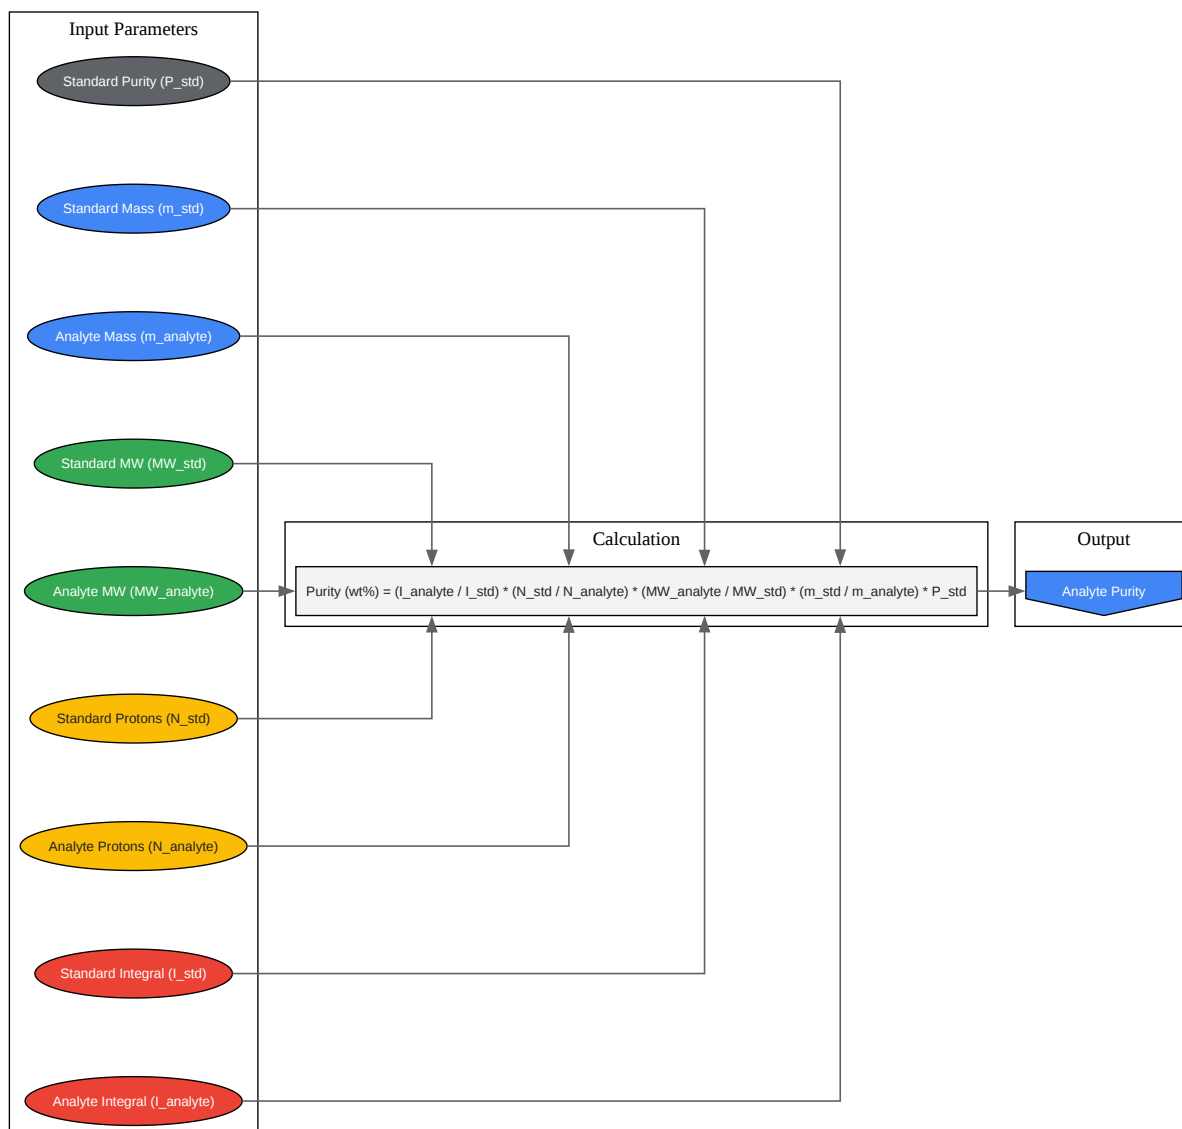 Input Parameters
Standard Purity (P_std)
Standard Mass (m_std)
Analyte Mass (m_analyte)
Standard MW (MW_std)
Analyte MW (MW_analyte)
Standard Protons (N_std)
Analyte Protons (N_analyte)
Standard Integral (I_std)
Analyte Integral (I_analyte)
Calculation
Purity (wt%) = (I_analyte / I_std) * (N_std / N_analyte) * (MW_analyte / MW_std) * (m_std / m_analyte) * P_std
Output
Analyte Purity